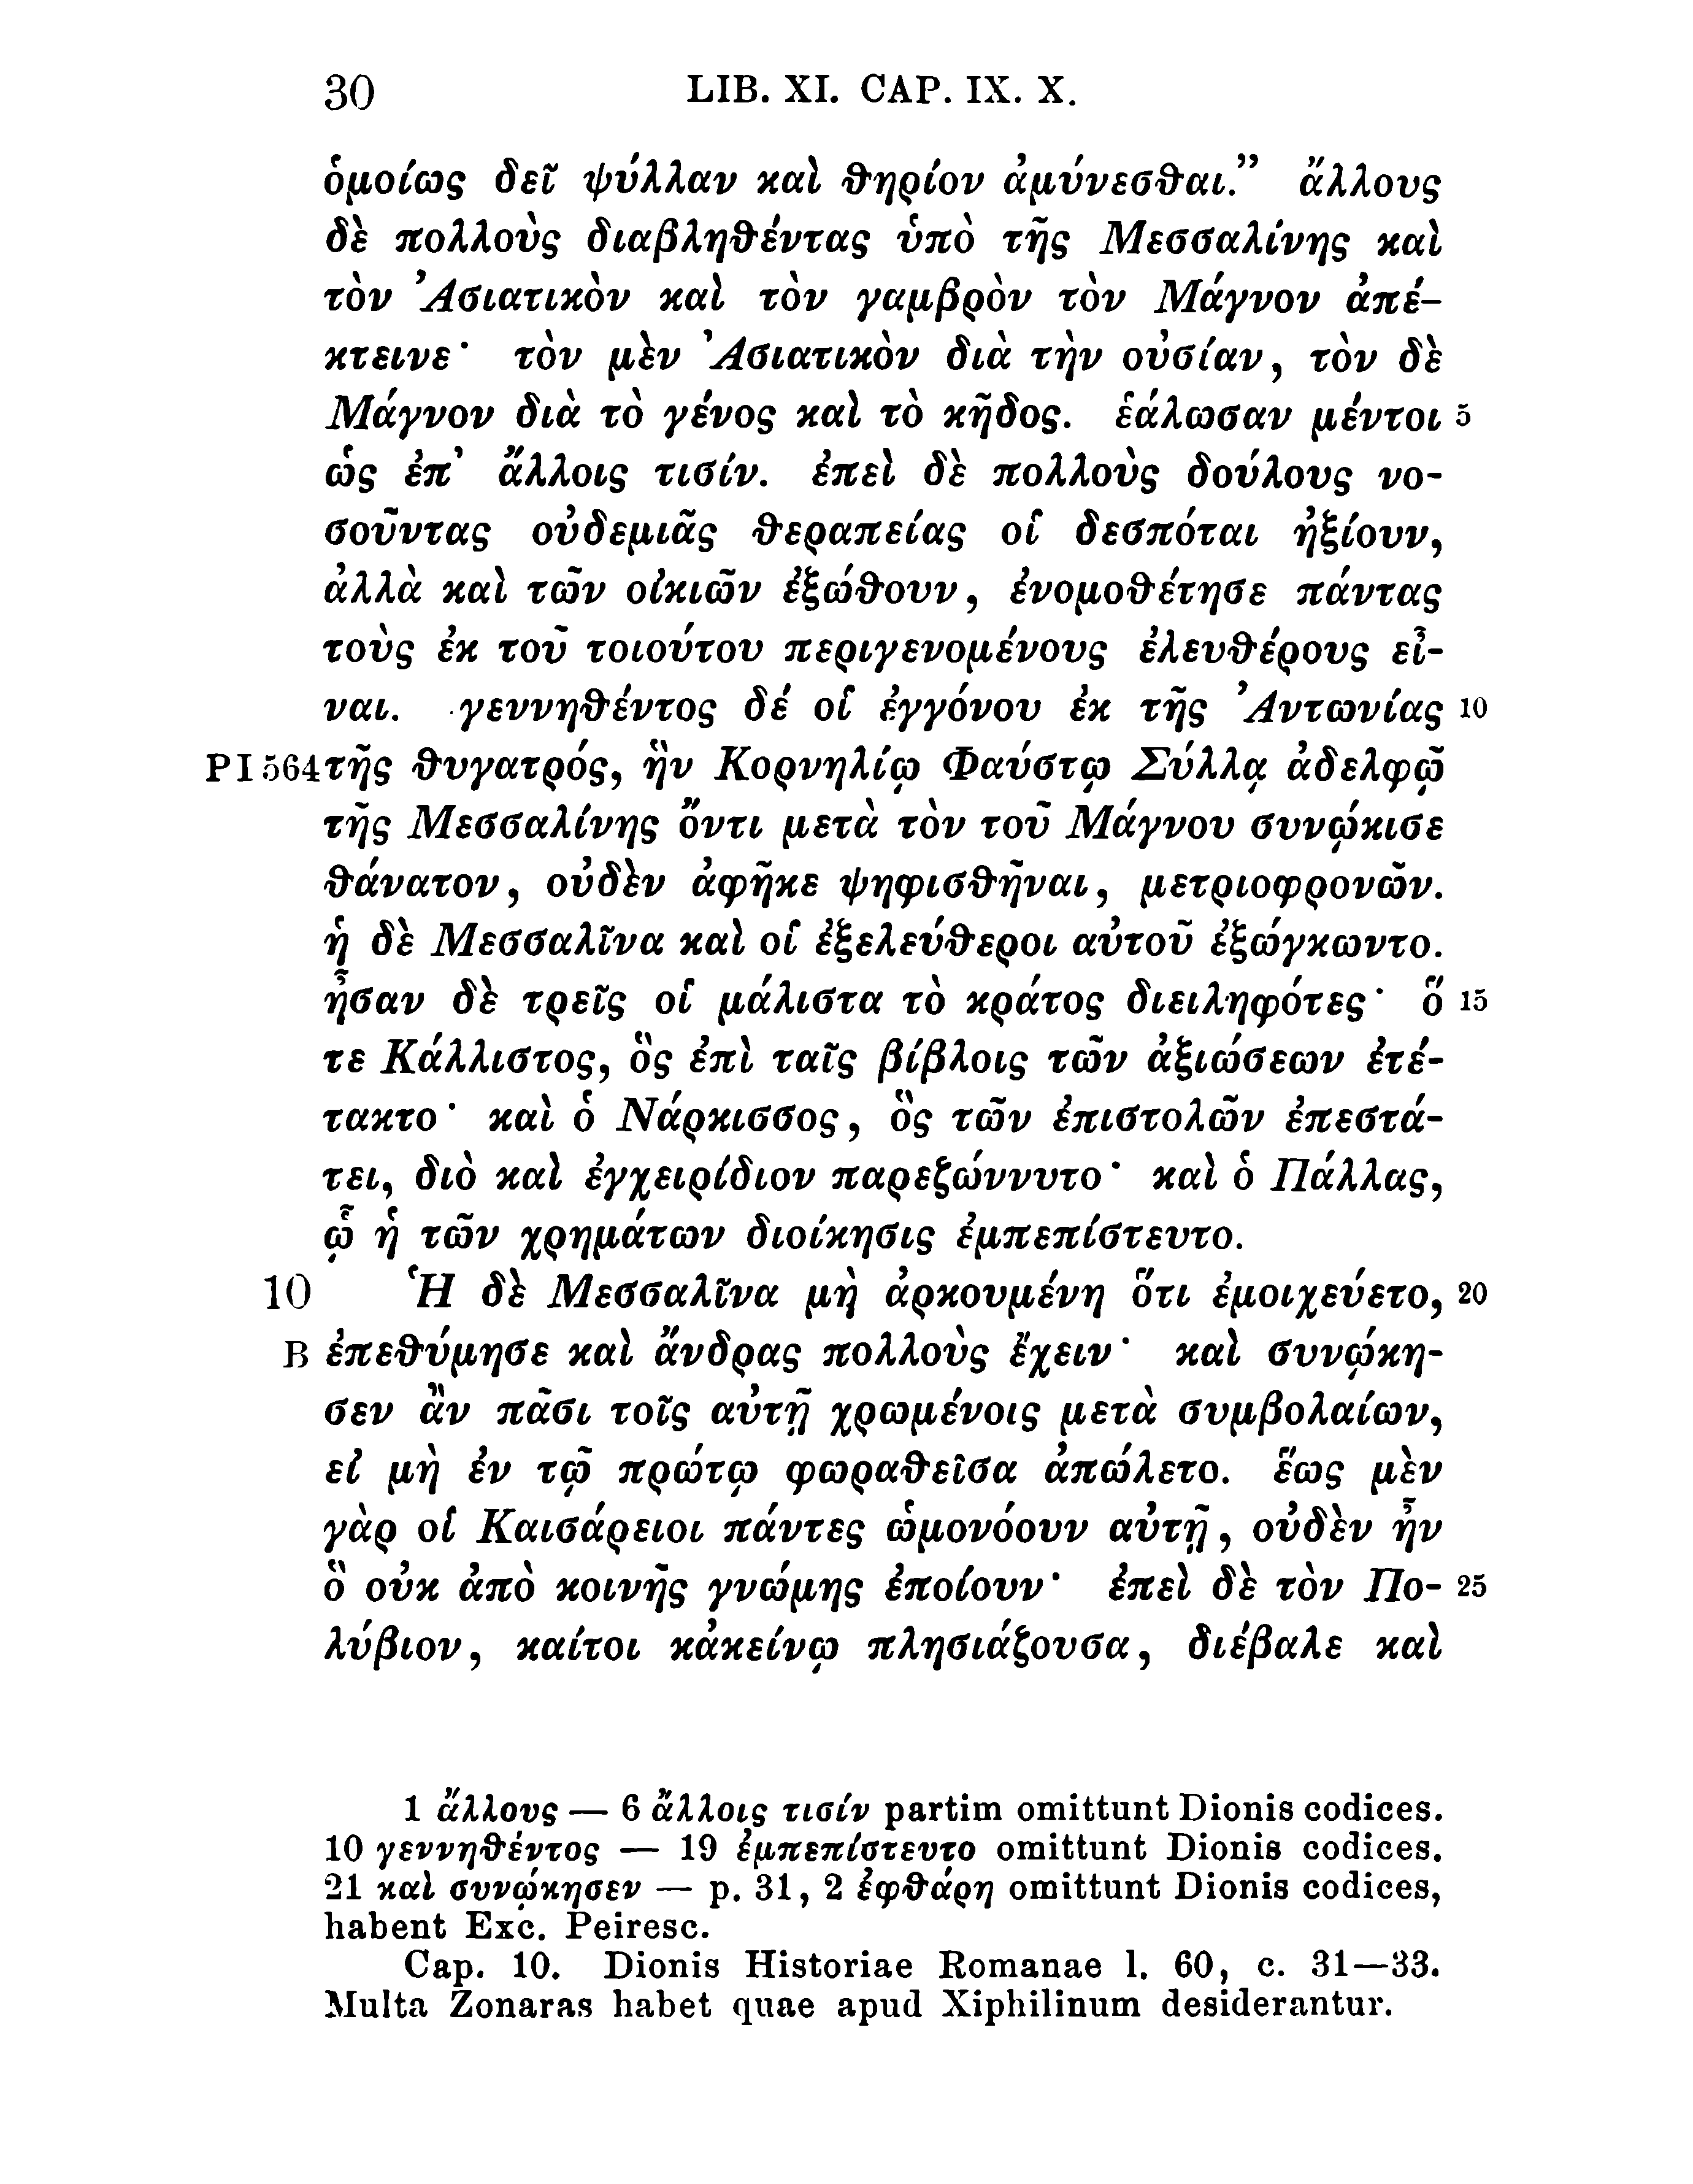 30 LIB. XI. CAP. IX. X.
ὁμοίως δεῖ ψύλλαν καὶ θηρίον ἀμύνεσθαι.” ἄλλους
δὲ πολλοὺς διαβληθέντας ὑπὸ τῆς Μεσσαλίνης καὶ
τὸν Ἀσιατικὸν καὶ τὸν γαμβρὸν τὸν Μάγνον ἀπέ-
κτεινε· τὸν μὲν Ἀσιατικὸν διὰ τὴν οὐσίαν, τὸν δὲ
Μάγνον διὰ τὸ γένος καὶ τὸ κῆδος. ἑάλωσαν μέντοι 5
ὡς ἐπ’ ἄλλοις τισίν. ἐπεὶ δὲ πολλοὺς δούλους νο-
σοῦντας οὐδεμιᾶς θεραπείας οἱ δεσπόται ἠξίουν,
ἀλλὰ καὶ τῶν οἰκιῶν ἐξώθουν, ἐνομοθέτησε πάντας
τοὺς ἐκ τοῦ τοιούτου περιγενομένους ἐλευθέρους εἶ-
ναι. γεννηθέντος δέ οἱ ἐγγόνου ἐκ τῆς Ἀντωνίας 10
PI 564 τῆς θυγατρός, ἣν Κορνηλίῳ Φαύστῳ Σύλλᾳ ἀδελφῷ
τῆς Μεσσαλίνης ὄντι μετὰ τὸν τοῦ Μάγνου συνῴκισε
θάνατον, οὐδὲν ἀφῆκε ψηφισθῆναι, μετριοφρονῶν.
ἡ δὲ Μεσσαλῖνα καὶ οἱ ἐξελεύθεροι αὐτοῦ ἐξώγκωντο.
ἦσαν δὲ τρεῖς οἱ μάλιστα τὸ κράτος διειληφότες· ὅ 15
τε Κάλλιστος, ὃς ἐπὶ ταῖς βίβλοις τῶν ἀξιώσεων ἐτέ-
τακτο· καὶ ὁ Νάρκισσος, ὃς τῶν ἐπιστολῶν ἐπεστά-
τει, διὸ καὶ ἐγχειρίδιον παρεζώννυτο· καὶ ὁ Πάλλας,
ᾧ ἡ τῶν χρημάτων διοίκησις ἐμπεπίστευτο.
10 Ἡ δὲ Μεσσαλῖνα μὴ ἀρκουμένη ὅτι ἐμοιχεύετο, 20
B ἐπεθύμησε καὶ ἄνδρας πολλοὺς ἔχειν· καὶ συνῴκη-
σεν ἂν πᾶσι τοῖς αὐτῇ χρωμένοις μετὰ συμβολαίων,
εἰ μὴ ἐν τῷ πρώτῳ φωραθεῖσα ἀπώλετο. ἕως μὲν
γὰρ οἱ Καισάρειοι πάντες ὡμονόουν αὐτῇ, οὐδὲν ἦν
ὃ οὐκ ἀπὸ κοινῆς γνώμης ἐποίουν· ἐπεὶ δὲ τὸν Πο- 25
λύβιον, καίτοι κἀκείνῳ πλησιάζουσα, διέβαλε καὶ
1 ἄλλους — 6 ἄλλοις τισίν partim omittunt Dionis codices.
10 γεννηθέντος — 19 ἐμπεπίστευτο omittunt Dionis codices.
21 καὶ συνῴκησεν — p. 31, 2 ἐφθάρη omittunt Dionis codices,
habent Exc. Peiresc.
Cap. 10. Dionis Historiae Romanae l. 60, c. 31—33.
Multa Zonaras habet quae apud Xiphilinum desiderantur.